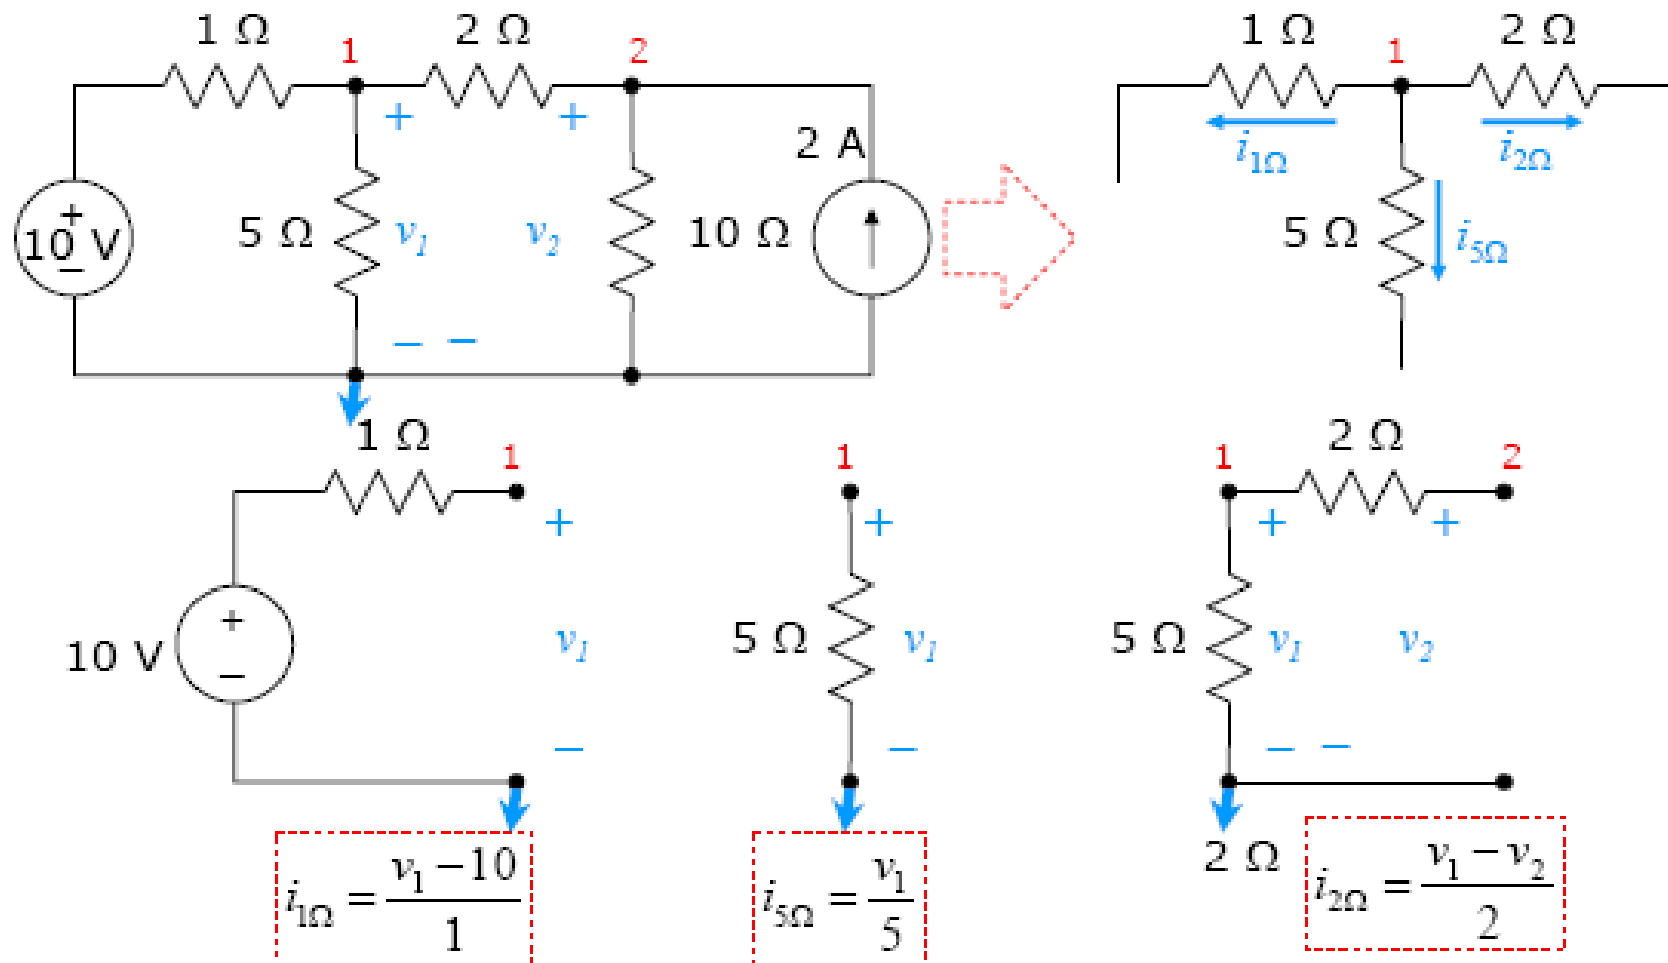 1 Ω
1
2 Ω
2
1 Ω
1
2 Ω
+
+
2 A
i1Ω
i2Ω
+
10 V
−
5 Ω
v1
v2
10 Ω
5 Ω
i5Ω
− −
1 Ω
1
1
1
2 Ω
2
+
+
+
+
10 V
+
−
v1
5 Ω
v1
5 Ω
v1
v2
−
−
− −
i1Ω = v1 − 10 / 1
i5Ω = v1 / 5
2 Ω
i2Ω = v1 − v2 / 2